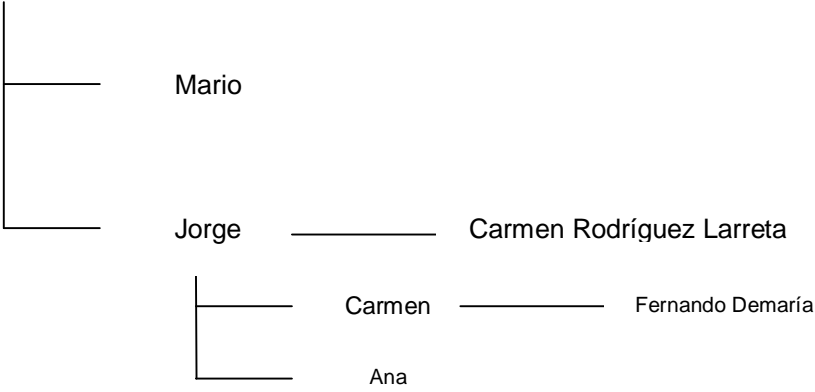 Mario
Jorge Carmen Rodríguez Larreta
Carmen Fernando Demaría
Ana